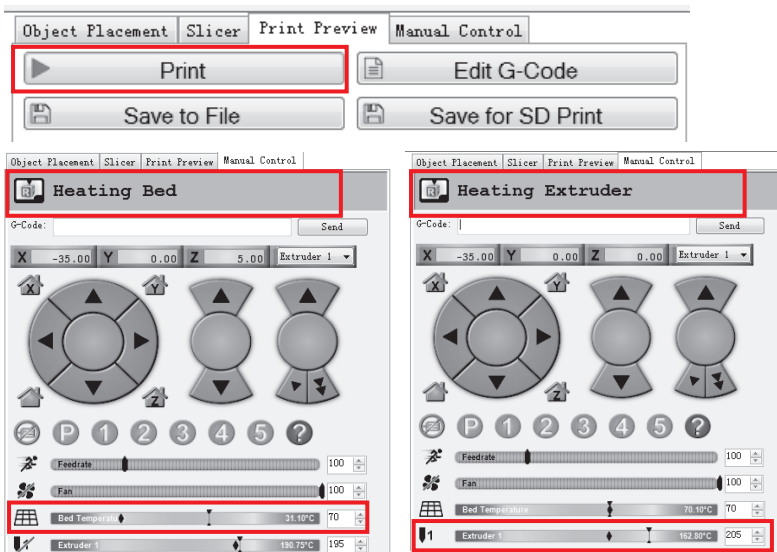 Object Placement Slicer Print Preview Manual Control
Print Edit G-Code
Save to File Save for SD Print
Object Placement Slicer Print Preview Manual Control
Heating Bed
G-Code: Send
X -35.00 Y 0.00 Z 5.00 Extruder 1
X Y
Z
P 1 2 3 4 5 ?
Feedrate 100
Fan 100
Bed Temperatu 31.10°C 70
Extruder 1 190.75°C 195
Object Placement Slicer Print Preview Manual Control
Heating Extruder
G-Code: Send
X -35.00 Y 0.00 Z 0.00 Extruder 1
X Y
Z
P 1 2 3 4 5 ?
Feedrate 100
Fan 100
Bed Temperature 70.10°C 70
1 Extruder 1 162.80°C 205